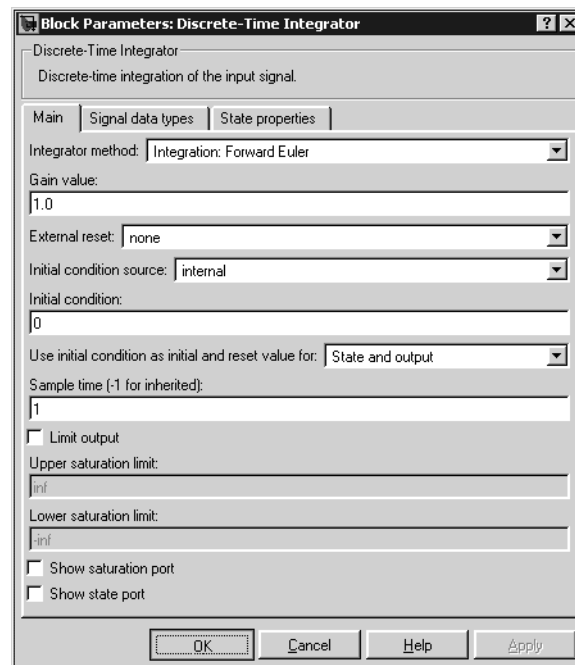 Block Parameters: Discrete-Time Integrator
Discrete-Time Integrator
Discrete-time integration of the input signal.
Main Signal data types State properties
Integrator method: Integration: Forward Euler
Gain value:
1.0
External reset: none
Initial condition source: internal
Initial condition:
0
Use initial condition as initial and reset value for: State and output
Sample time (-1 for inherited):
1
Limit output
Upper saturation limit:
inf
Lower saturation limit:
-inf
Show saturation port
Show state port
OK Cancel Help Apply